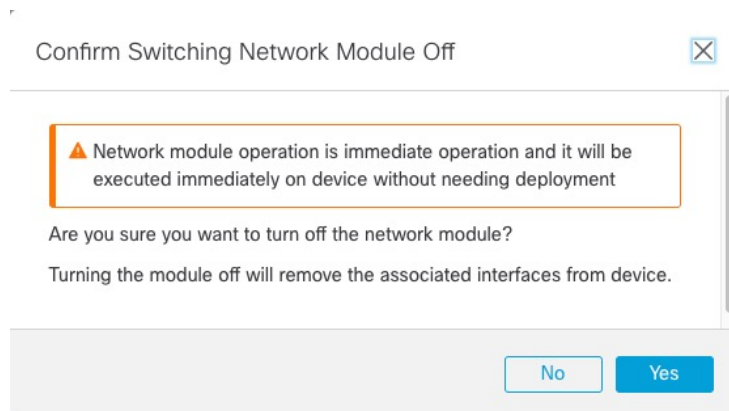 Confirm Switching Network Module Off
Network module operation is immediate operation and it will be
executed immediately on device without needing deployment
Are you sure you want to turn off the network module?
Turning the module off will remove the associated interfaces from device.
No
Yes